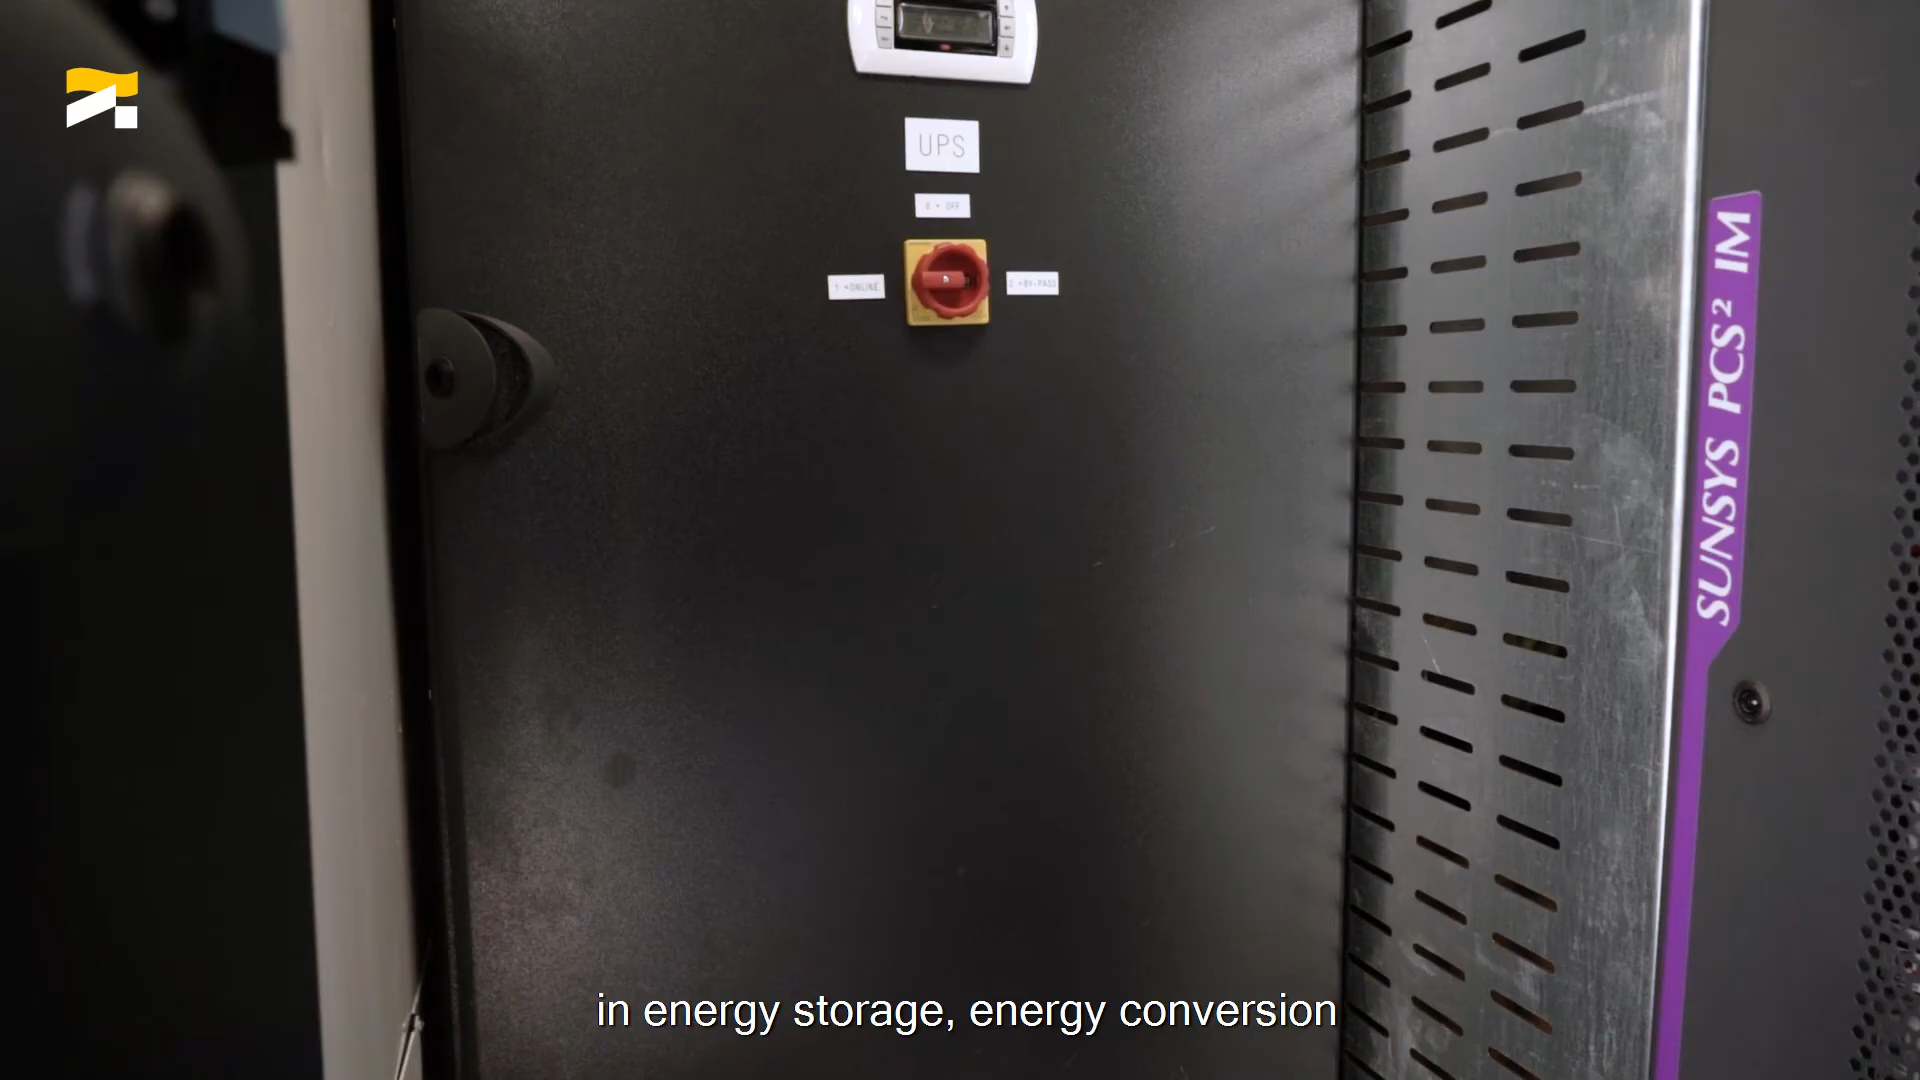 UPS
0 = OFF
1 =ONLINE
2 =BY-PASS
SUNSYS PCS² IM
in energy storage, energy conversion